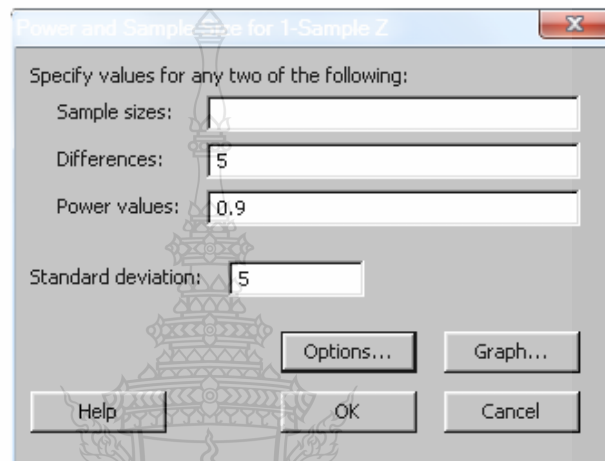 Power and Sample Size for 1-Sample Z
Specify values for any two of the following:
Sample sizes:
Differences: 5
Power values: 0.9
Standard deviation: 5
Options... Graph...
Help OK Cancel